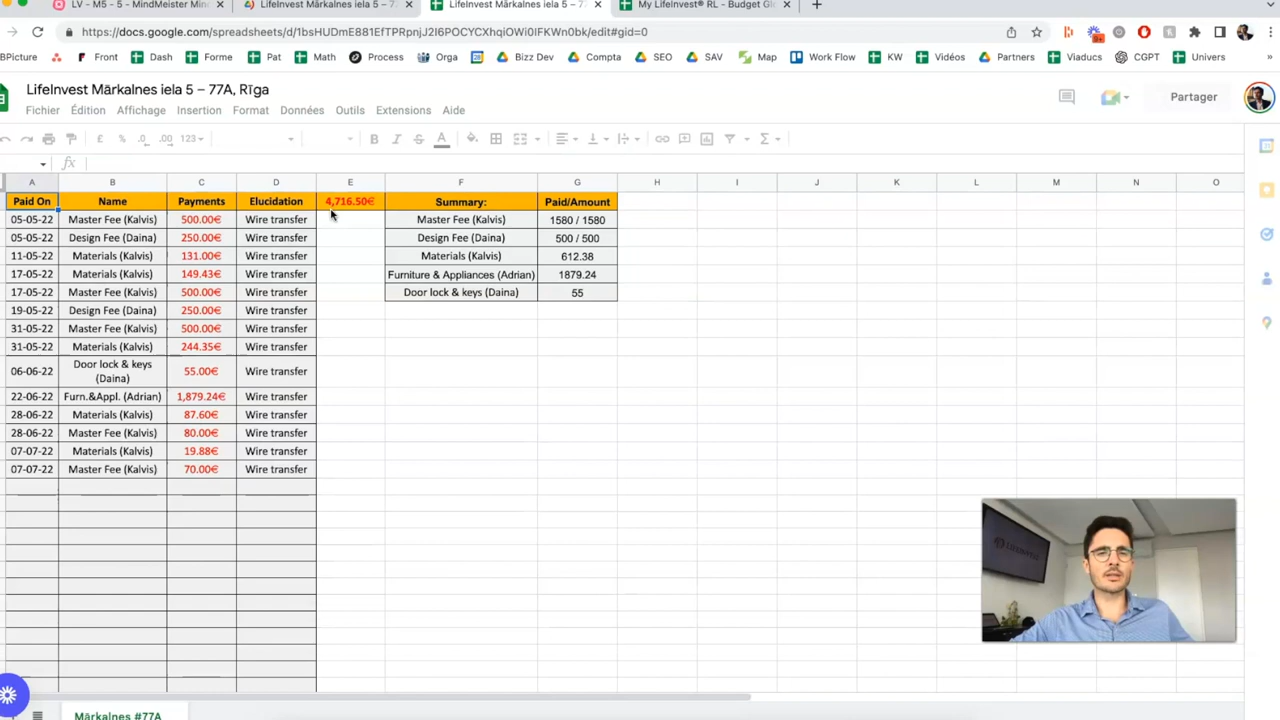 LV - M5 - 5 - MindMeister Min
LifeInvest Mārkalnes iela 5 – 77
LifeInvest Mārkalnes iela 5 – 77
My LifeInvest® RL - Budget Gl
https://docs.google.com/spreadsheets/d/1bsHUDmE881EfTPRpnjJ2I6POCYCXhqiOWi0IFKWn0bk/edit#gid=0
BPicture Front Dash Forme Pat Math Process Orga Bizz Dev Compta SEO SAV Map Work Flow KW Vidéos Partners Viaducs CGPT Univers »
LifeInvest Mārkalnes iela 5 – 77A, Rīga
Fichier Édition Affichage Insertion Format Données Outils Extensions Aide
Partager
£ % .0 .00 123
B I S A Σ
fx
A B C D E F G H I J K L M N O
Paid On Name Payments Elucidation 4,716.50€ Summary: Paid/Amount
05-05-22 Master Fee (Kalvis) 500.00€ Wire transfer Master Fee (Kalvis) 1580 / 1580
05-05-22 Design Fee (Daina) 250.00€ Wire transfer Design Fee (Daina) 500 / 500
11-05-22 Materials (Kalvis) 131.00€ Wire transfer Materials (Kalvis) 612.38
17-05-22 Materials (Kalvis) 149.43€ Wire transfer Furniture & Appliances (Adrian) 1879.24
17-05-22 Master Fee (Kalvis) 500.00€ Wire transfer Door lock & keys (Daina) 55
19-05-22 Design Fee (Daina) 250.00€ Wire transfer
31-05-22 Master Fee (Kalvis) 500.00€ Wire transfer
31-05-22 Materials (Kalvis) 244.35€ Wire transfer
06-06-22 Door lock & keys (Daina) 55.00€ Wire transfer
22-06-22 Furn.&Appl. (Adrian) 1,879.24€ Wire transfer
28-06-22 Materials (Kalvis) 87.60€ Wire transfer
28-06-22 Master Fee (Kalvis) 80.00€ Wire transfer
07-07-22 Materials (Kalvis) 19.88€ Wire transfer
07-07-22 Master Fee (Kalvis) 70.00€ Wire transfer
LIFEINVEST
Mārkalnes #77A